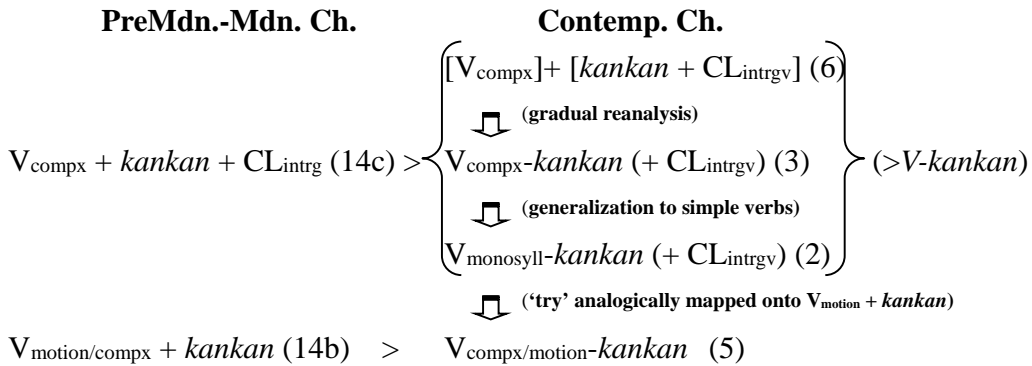 PreMdn.-Mdn. Ch. Contemp. Ch.
[Vcompx]+ [kankan + CLintrgv] (6)
(gradual reanalysis)
Vcompx + kankan + CLintrg (14c) > Vcompx-kankan (+ CLintrgv) (3) (>V-kankan)
(generalization to simple verbs)
Vmonosyll-kankan (+ CLintrgv) (2)
(‘try’ analogically mapped onto Vmotion + kankan)
Vmotion/compx + kankan (14b) > Vcompx/motion-kankan (5)